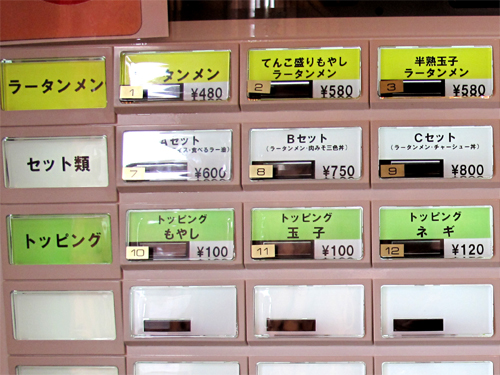 ラータンメン
1 タンメン ¥480
2 てんこ盛りもやし
ラータンメン ¥580
3 半熟玉子
ラータンメン ¥580
セット類
Aセット
7 ¥600
Bセット
(ラータンメン・肉みそ三色丼)
8 ¥750
Cセット
(ラータンメン・チャーシュー丼)
9 ¥800
トッピング
トッピング
もやし
10 ¥100
トッピング
玉子
11 ¥100
トッピング
ネギ
12 ¥120